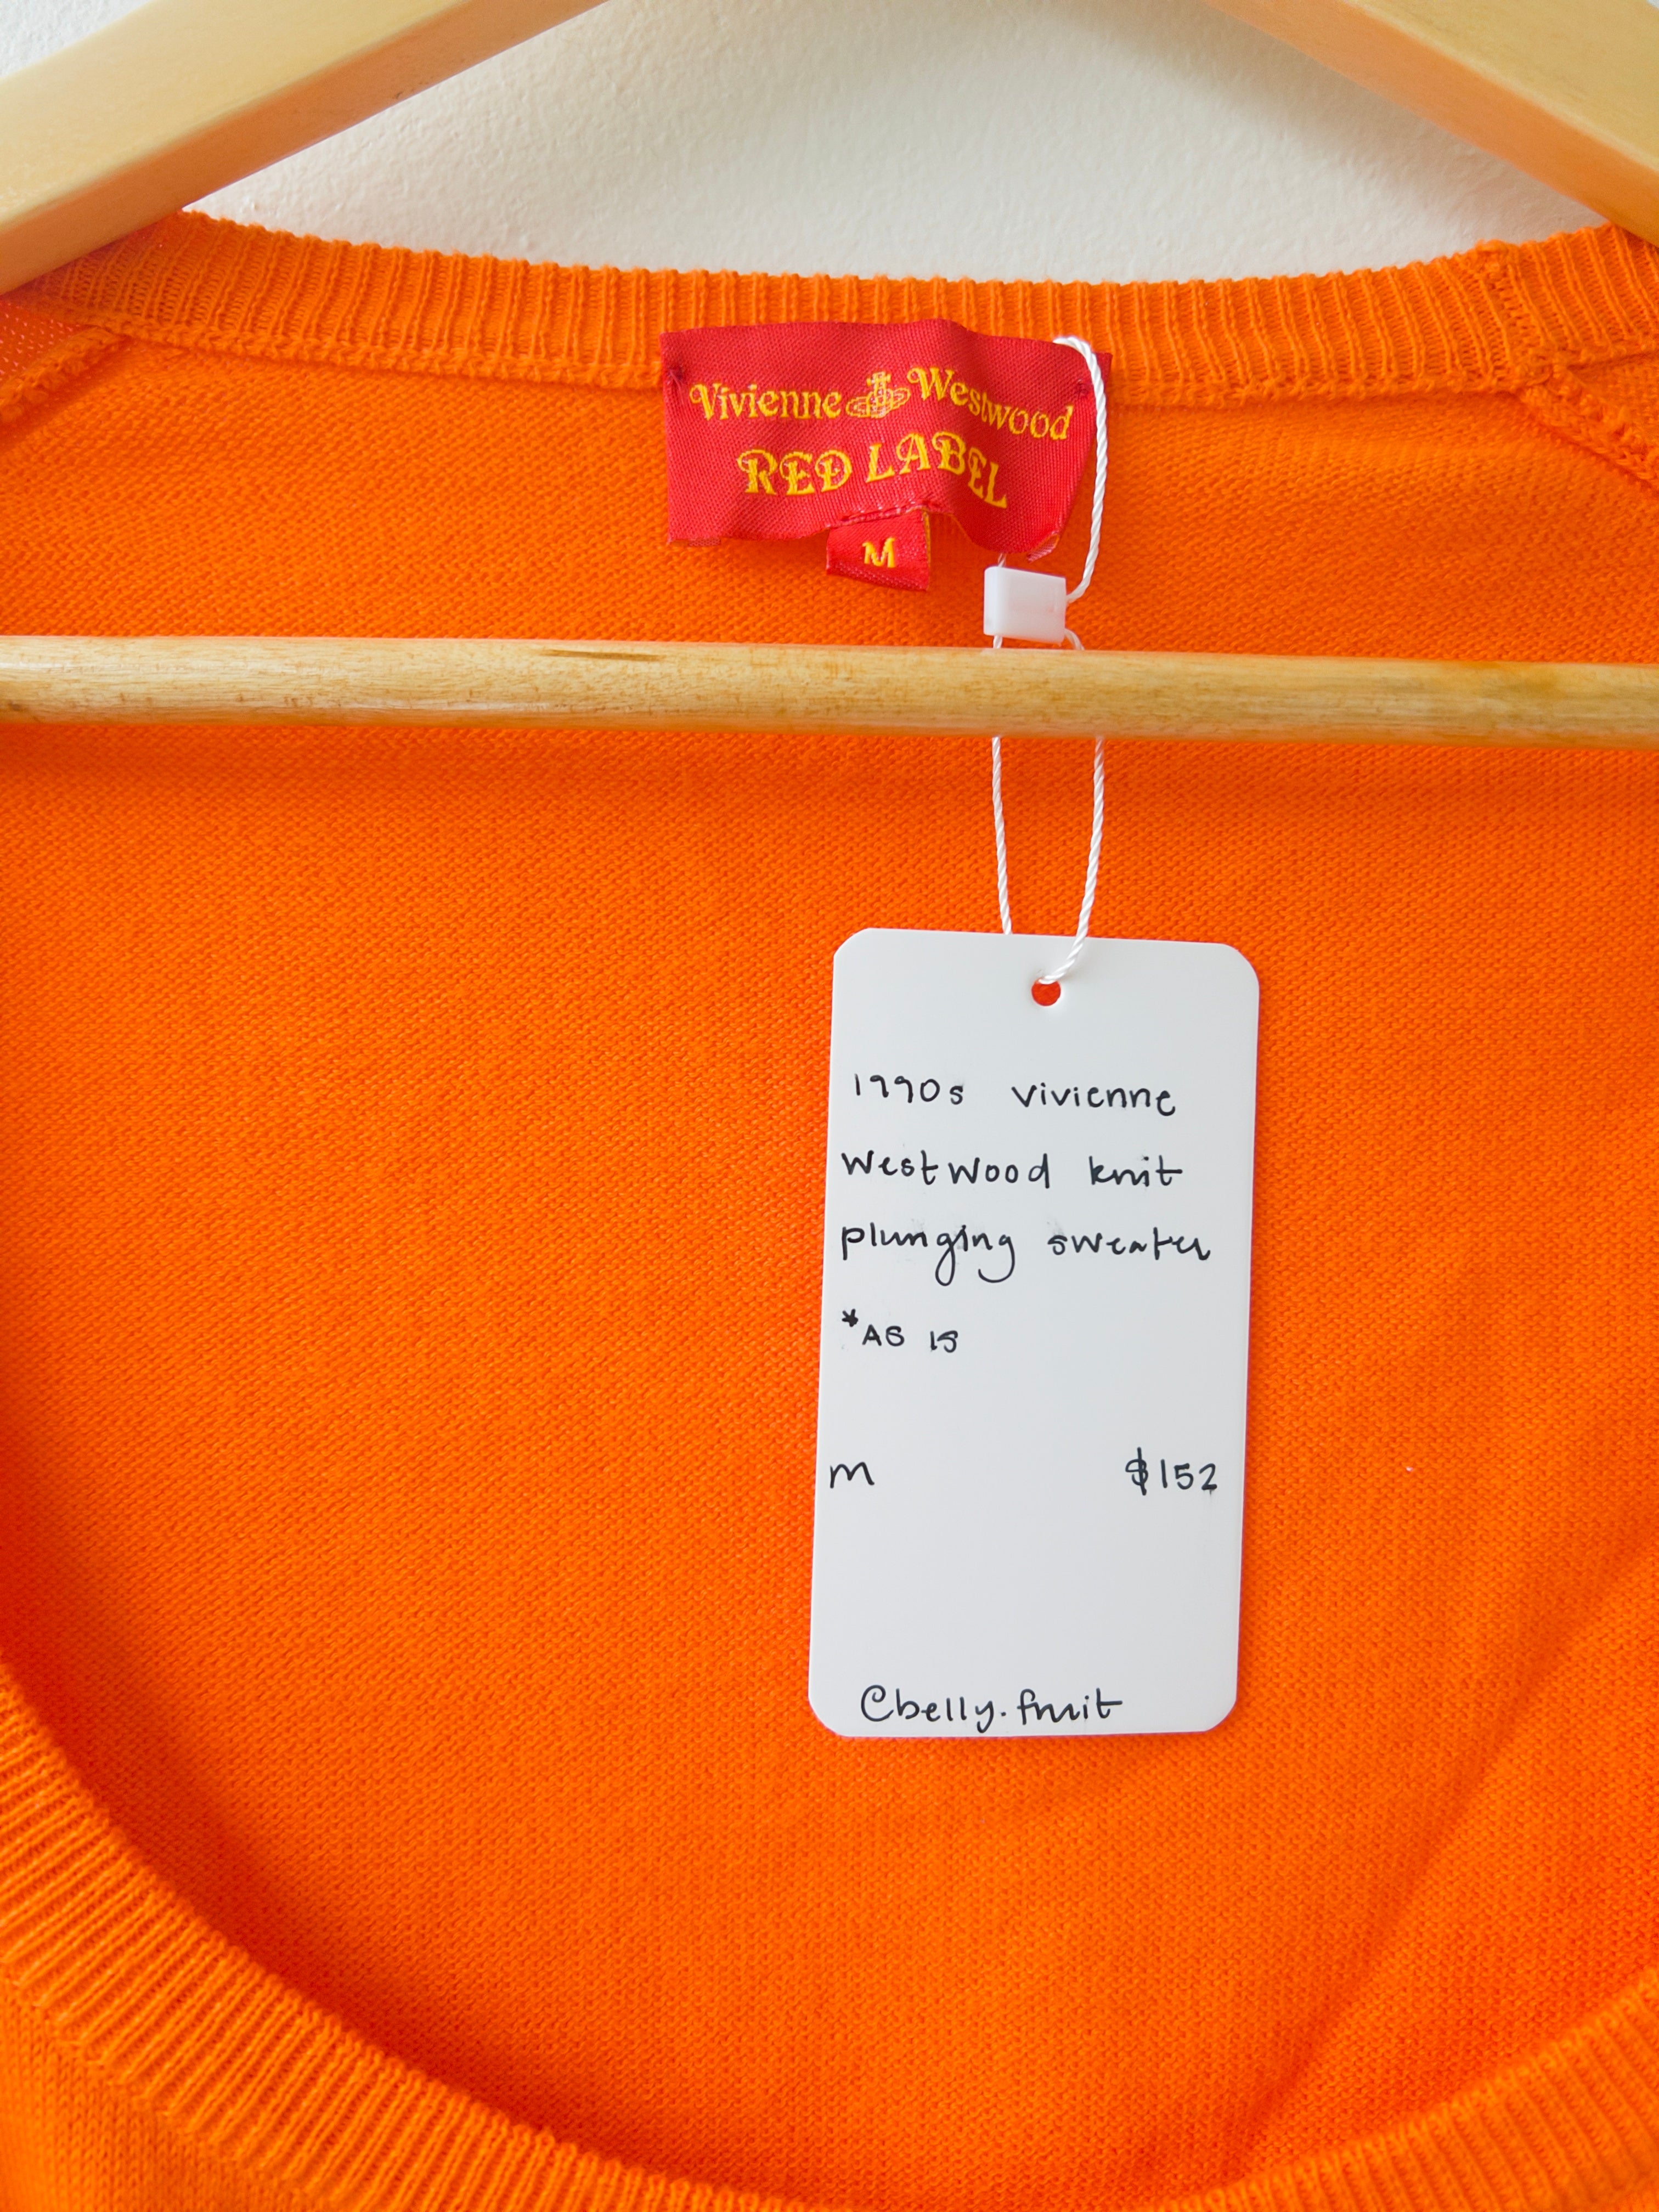 Vivienne Westwood
RED LABEL
M
1990s Vivienne
Westwood knit
plunging sweater
*AS IS
M $152
@belly.fruit